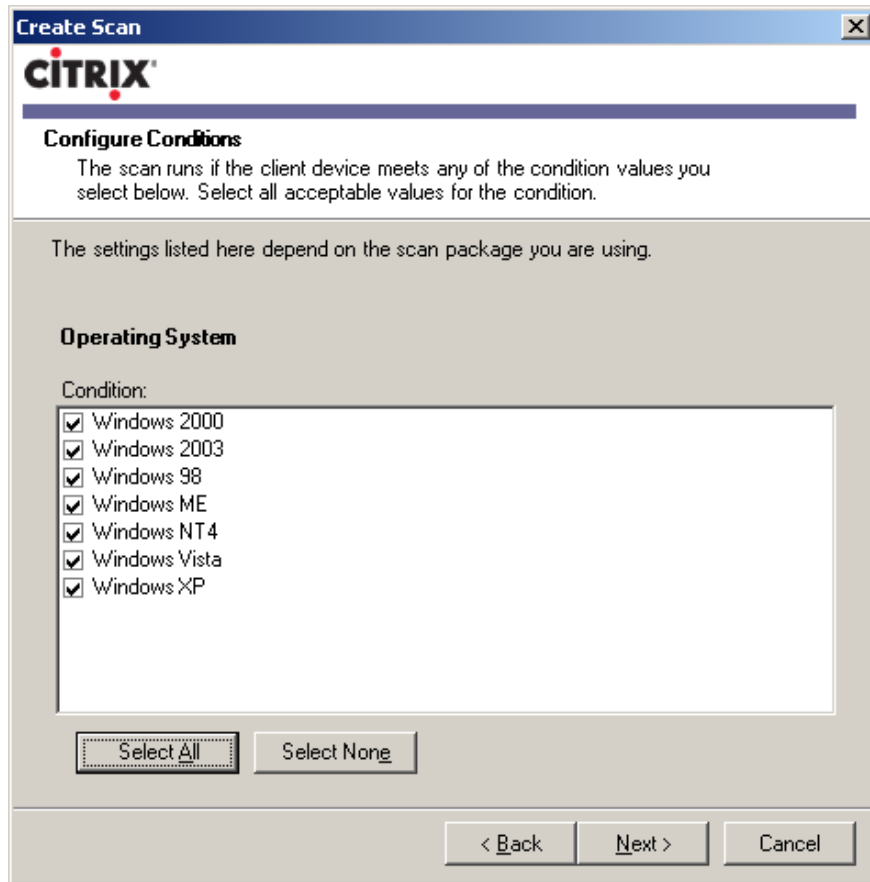 Create Scan
CİTRIX
Configure Conditions
The scan runs if the client device meets any of the condition values you
select below. Select all acceptable values for the condition.
The settings listed here depend on the scan package you are using.
Operating System
Condition:
Windows 2000
Windows 2003
Windows 98
Windows ME
Windows NT4
Windows Vista
Windows XP
Select All
Select None
< Back
Next >
Cancel